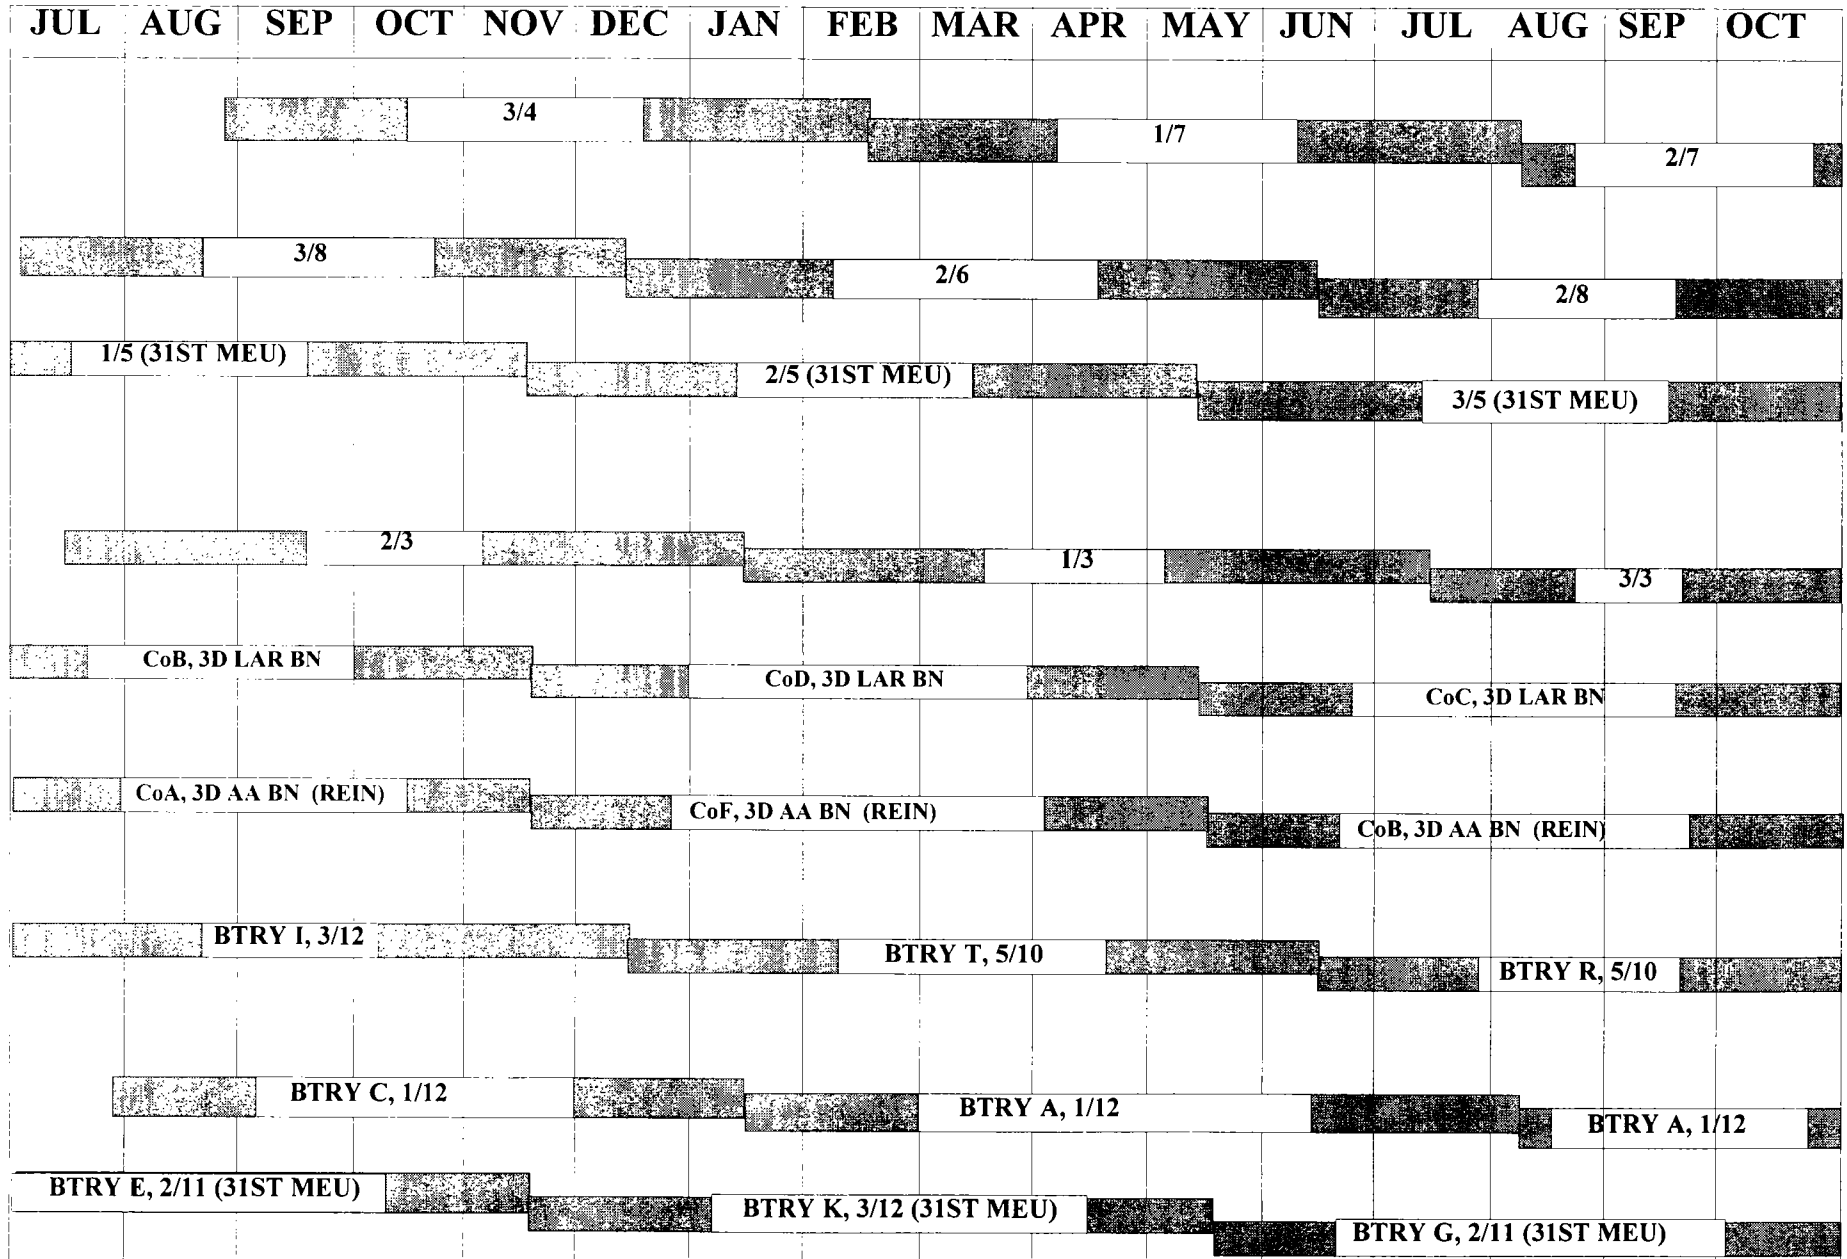 JUL AUG SEP OCT NOV DEC JAN FEB MAR APR MAY JUN JUL AUG SEP OCT
3/4
1/7
2/7
3/8
2/6
2/8
1/5 (31ST MEU)
2/5 (31ST MEU)
3/5 (31ST MEU)
2/3
1/3
3/3
CoB, 3D LAR BN
CoD, 3D LAR BN
CoC, 3D LAR BN
CoA, 3D AA BN (REIN)
CoF, 3D AA BN (REIN)
CoB, 3D AA BN (REIN)
BTRY I, 3/12
BTRY T, 5/10
BTRY R, 5/10
BTRY C, 1/12
BTRY A, 1/12
BTRY A, 1/12
BTRY E, 2/11 (31ST MEU)
BTRY K, 3/12 (31ST MEU)
BTRY G, 2/11 (31ST MEU)